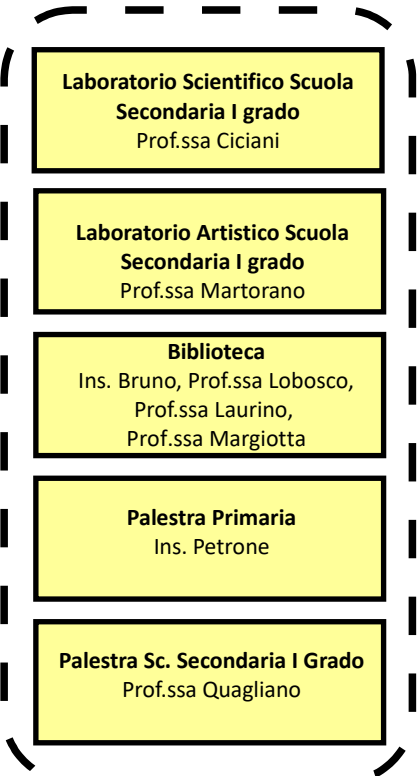 Laboratorio Scientifico Scuola
Secondaria I grado
Prof.ssa Ciciani
Laboratorio Artistico Scuola
Secondaria I grado
Prof.ssa Martorano
Biblioteca
Ins. Bruno, Prof.ssa Lobosco,
Prof.ssa Laurino,
Prof.ssa Margiotta
Palestra Primaria
Ins. Petrone
Palestra Sc. Secondaria I Grado
Prof.ssa Quagliano